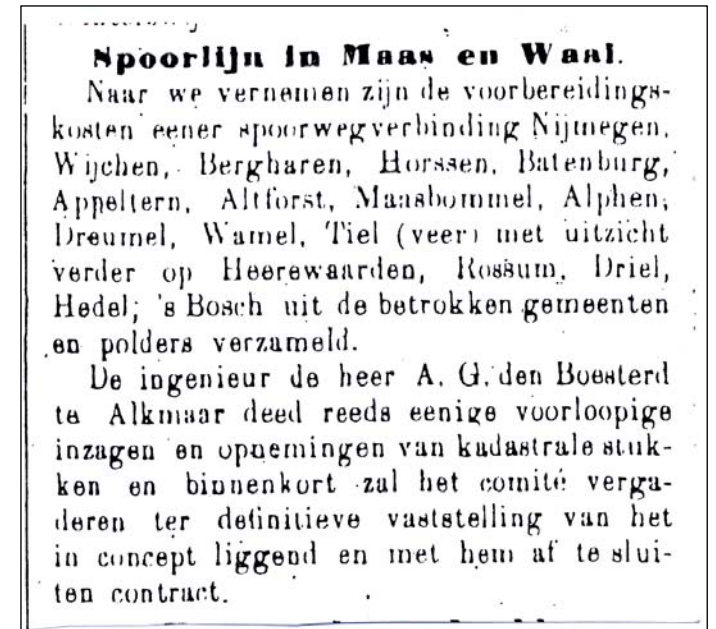 Spoorlijn in Maas en Waal.
Naar we vernemen zijn de voorbereidings-
kosten eener spoorwegverbinding Nijmegen,
Wijchen, Bergharen, Horssen, Batenburg,
Appeltern, Altforst, Maasbommel, Alphen,
Dreumel, Wamel, Tiel (veer) met uitzicht
verder op Heerewaarden, Rossum, Driel,
Hedel, 's Bosch uit de betrokken gemeenten
en polders verzameld.
De ingenieur de heer A. G. den Boesterd
te Alkmaar deed reeds eenige voorloopige
inzagen en opnemingen van kadastrale stuk-
ken en binnenkort zal het comité verga-
deren ter definitieve vaststelling van het
in concept liggend en met hem af te slui-
ten contract.